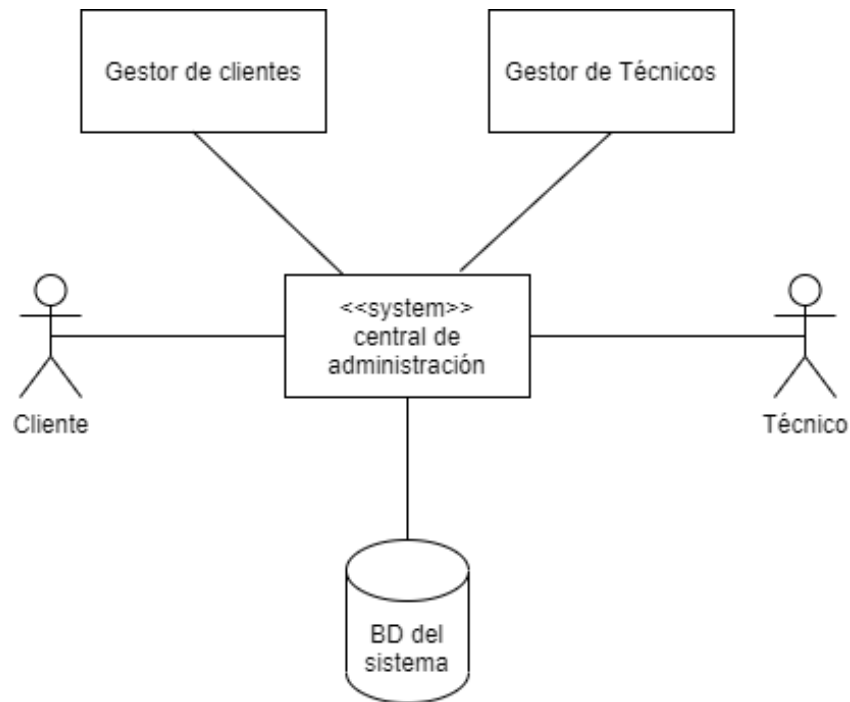 Gestor de clientes
Gestor de Técnicos
<<system>>
central de
administración
Cliente
Técnico
BD del
sistema